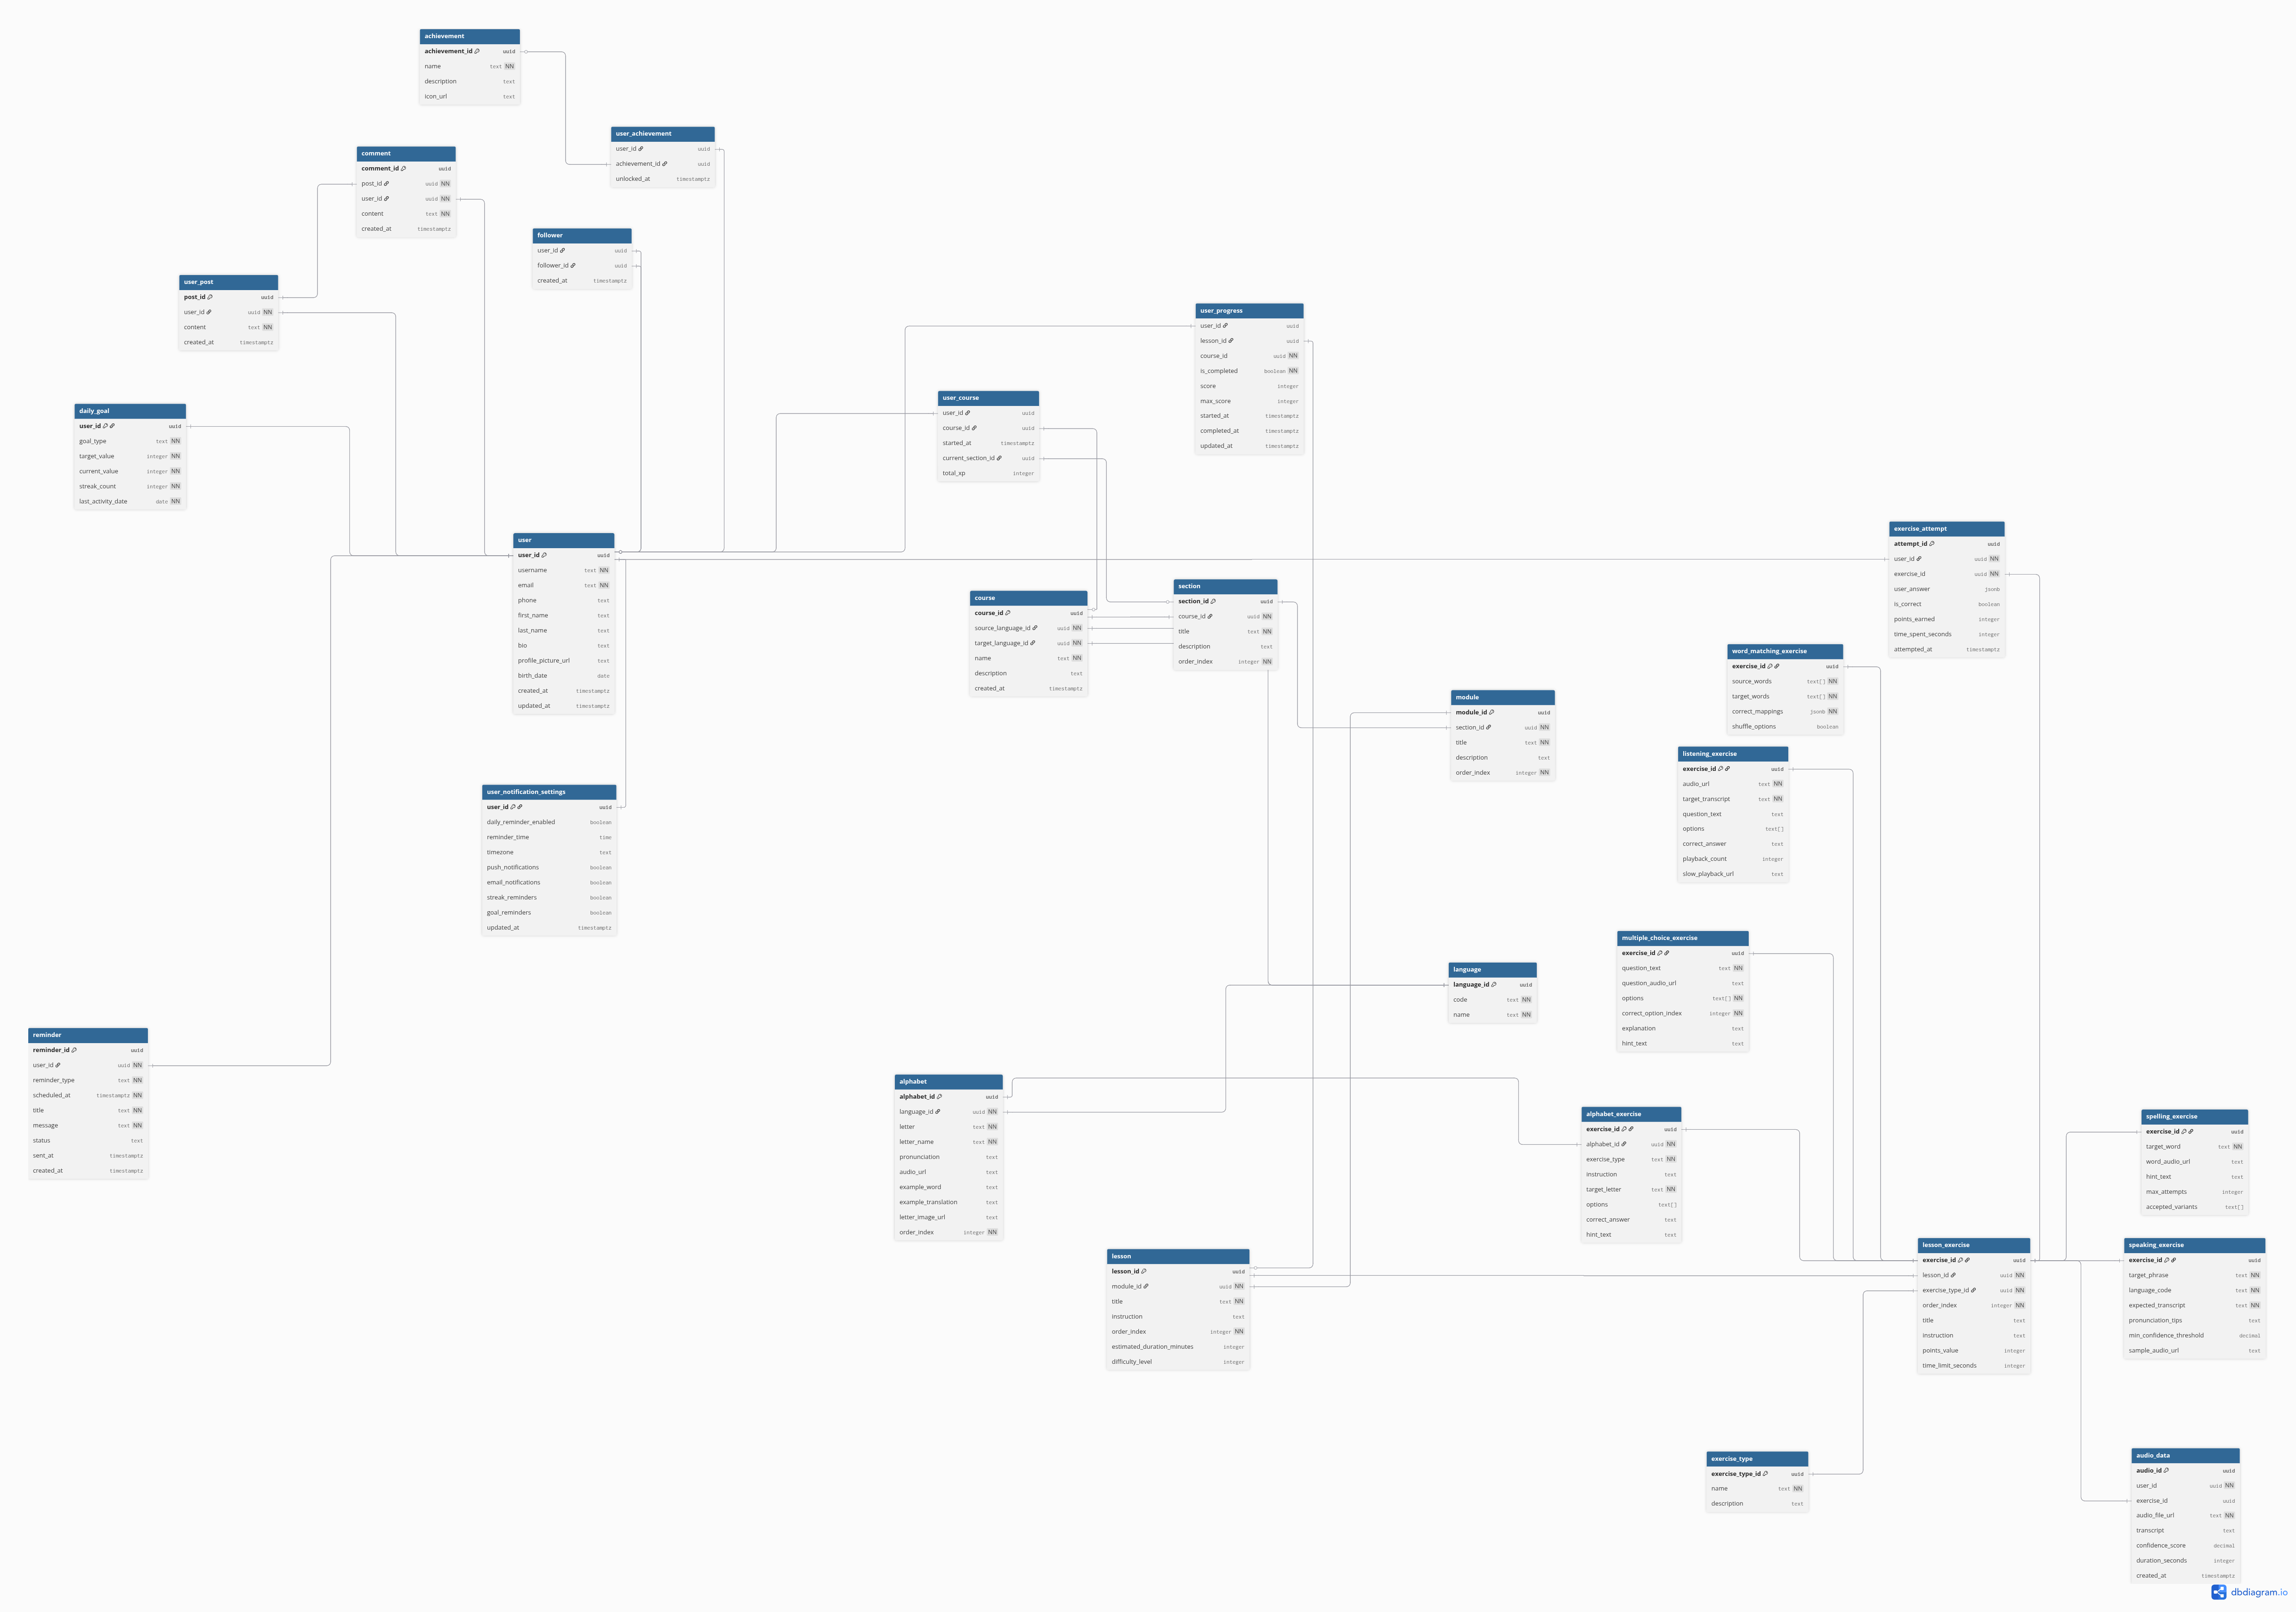 achievement
achievement_id uuid
name text NN
description text
icon_url text
user_achievement
user_id uuid
achievement_id uuid
unlocked_at timestamptz
comment
comment_id uuid
post_id uuid NN
user_id uuid NN
content text NN
created_at timestamptz
follower
user_id uuid
follower_id uuid
created_at timestamptz
user_post
post_id uuid
user_id uuid NN
content text NN
created_at timestamptz
user_progress
user_id uuid
lesson_id uuid
course_id uuid NN
is_completed boolean NN
score integer
max_score integer
started_at timestamptz
completed_at timestamptz
updated_at timestamptz
daily_goal
user_id uuid
goal_type text NN
target_value integer NN
current_value integer NN
streak_count integer NN
last_activity_date date NN
user_course
user_id uuid
course_id uuid
started_at timestamptz
current_section_id uuid
total_xp integer
user
user_id uuid
username text NN
email text NN
phone text
first_name text
last_name text
bio text
profile_picture_url text
birth_date date
created_at timestamptz
updated_at timestamptz
exercise_attempt
attempt_id uuid
user_id uuid NN
exercise_id uuid NN
user_answer jsonb
is_correct boolean
points_earned integer
time_spent_seconds integer
attempted_at timestamptz
course
course_id uuid
source_language_id uuid NN
target_language_id uuid NN
name text NN
description text
created_at timestamptz
section
section_id uuid
course_id uuid NN
title text NN
description text
order_index integer NN
word_matching_exercise
exercise_id uuid
source_words text[] NN
target_words text[] NN
correct_mappings jsonb NN
shuffle_options boolean
module
module_id uuid
section_id uuid NN
title text NN
description text
order_index integer NN
listening_exercise
exercise_id uuid
audio_url text NN
target_transcript text NN
question_text text
options text[]
correct_answer text
playback_count integer
slow_playback_url text
user_notification_settings
user_id uuid
daily_reminder_enabled boolean
reminder_time time
timezone text
push_notifications boolean
email_notifications boolean
streak_reminders boolean
goal_reminders boolean
updated_at timestamptz
multiple_choice_exercise
exercise_id uuid
question_text text NN
question_audio_url text
options text[] NN
correct_option_index integer NN
explanation text
hint_text text
language
language_id uuid
code text NN
name text NN
reminder
reminder_id uuid
user_id uuid NN
reminder_type text NN
scheduled_at timestamptz NN
title text NN
message text NN
status text
sent_at timestamptz
created_at timestamptz
alphabet
alphabet_id uuid
language_id uuid NN
letter text NN
letter_name text NN
pronunciation text
audio_url text
example_word text
example_translation text
letter_image_url text
order_index integer NN
alphabet_exercise
exercise_id uuid
alphabet_id uuid NN
exercise_type text NN
instruction text
target_letter text NN
options text[]
correct_answer text
hint_text text
spelling_exercise
exercise_id uuid
target_word text NN
word_audio_url text
hint_text text
max_attempts integer
accepted_variants text[]
lesson
lesson_id uuid
module_id uuid NN
title text NN
instruction text
order_index integer NN
estimated_duration_minutes integer
difficulty_level integer
lesson_exercise
exercise_id uuid
lesson_id uuid NN
exercise_type_id uuid NN
order_index integer NN
title text
instruction text
points_value integer
time_limit_seconds integer
speaking_exercise
exercise_id uuid
target_phrase text NN
language_code text NN
expected_transcript text NN
pronunciation_tips text
min_confidence_threshold decimal
sample_audio_url text
exercise_type
exercise_type_id uuid
name text NN
description text
audio_data
audio_id uuid
user_id uuid NN
exercise_id uuid
audio_file_url text NN
transcript text
confidence_score decimal
duration_seconds integer
created_at timestamptz
dbdiagram.io